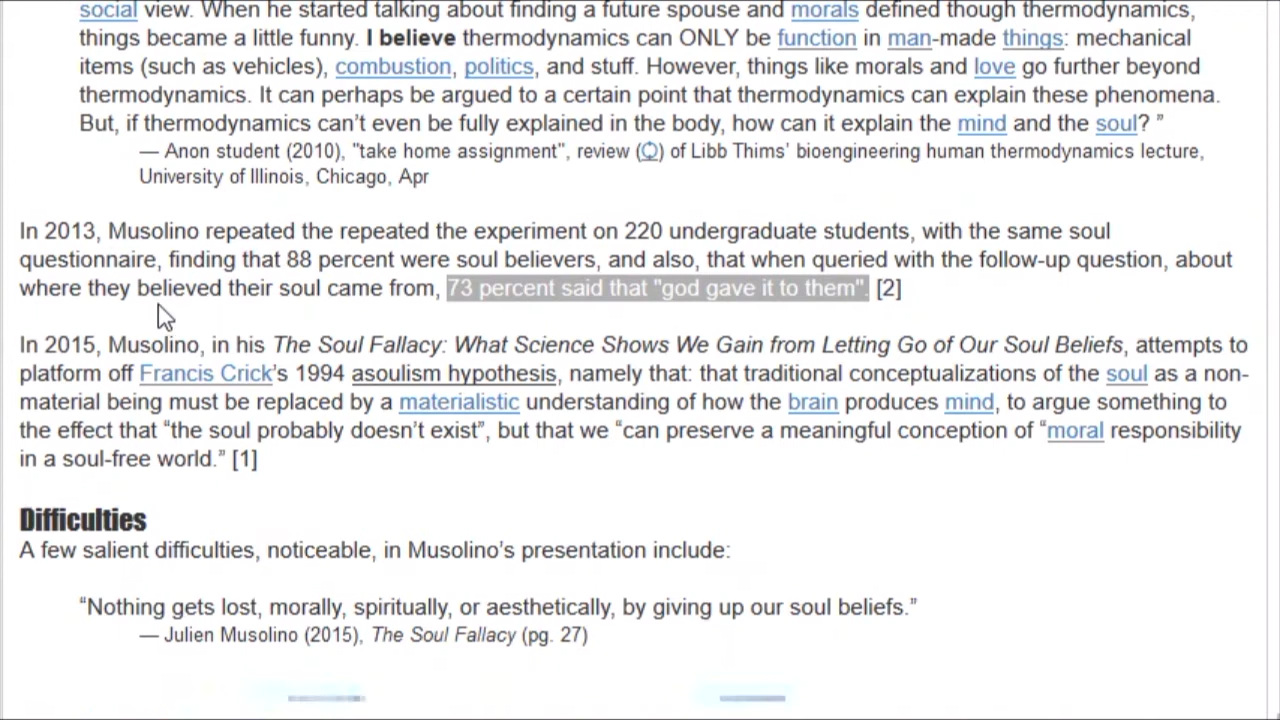 social view. When he started talking about finding a future spouse and morals defined though thermodynamics,
things became a little funny. I believe thermodynamics can ONLY be function in man-made things: mechanical
items (such as vehicles), combustion, politics, and stuff. However, things like morals and love go further beyond
thermodynamics. It can perhaps be argued to a certain point that thermodynamics can explain these phenomena.
But, if thermodynamics can’t even be fully explained in the body, how can it explain the mind and the soul? ”
— Anon student (2010), "take home assignment", review (Q) of Libb Thims’ bioengineering human thermodynamics lecture,
University of Illinois, Chicago, Apr
In 2013, Musolino repeated the repeated the experiment on 220 undergraduate students, with the same soul
questionnaire, finding that 88 percent were soul believers, and also, that when queried with the follow-up question, about
where they believed their soul came from, 73 percent said that "god gave it to them". [2]
In 2015, Musolino, in his The Soul Fallacy: What Science Shows We Gain from Letting Go of Our Soul Beliefs, attempts to
platform off Francis Crick’s 1994 asoulism hypothesis, namely that: that traditional conceptualizations of the soul as a non-
material being must be replaced by a materialistic understanding of how the brain produces mind, to argue something to
the effect that “the soul probably doesn’t exist”, but that we “can preserve a meaningful conception of “moral responsibility
in a soul-free world.” [1]
Difficulties
A few salient difficulties, noticeable, in Musolino’s presentation include:
“Nothing gets lost, morally, spiritually, or aesthetically, by giving up our soul beliefs.”
— Julien Musolino (2015), The Soul Fallacy (pg. 27)